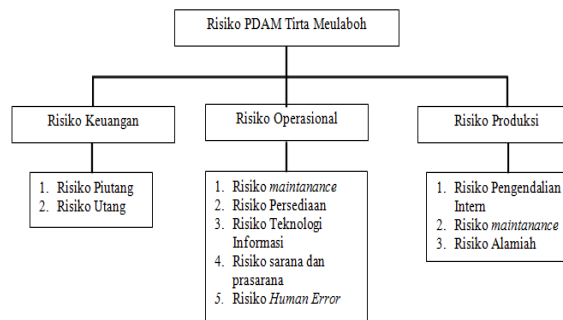 Risiko PDAM Tirta Meulaboh
Risiko Keuangan
Risiko Operasional
Risiko Produksi
1. Risiko Piutang
2. Risiko Utang
1. Risiko maintanance
2. Risiko Persediaan
3. Risiko Teknologi
Informasi
4. Risiko sarana dan
prasarana
5. Risiko Human Error
1. Risiko Pengendalian
Intern
2. Risiko maintanance
3. Risiko Alamiah